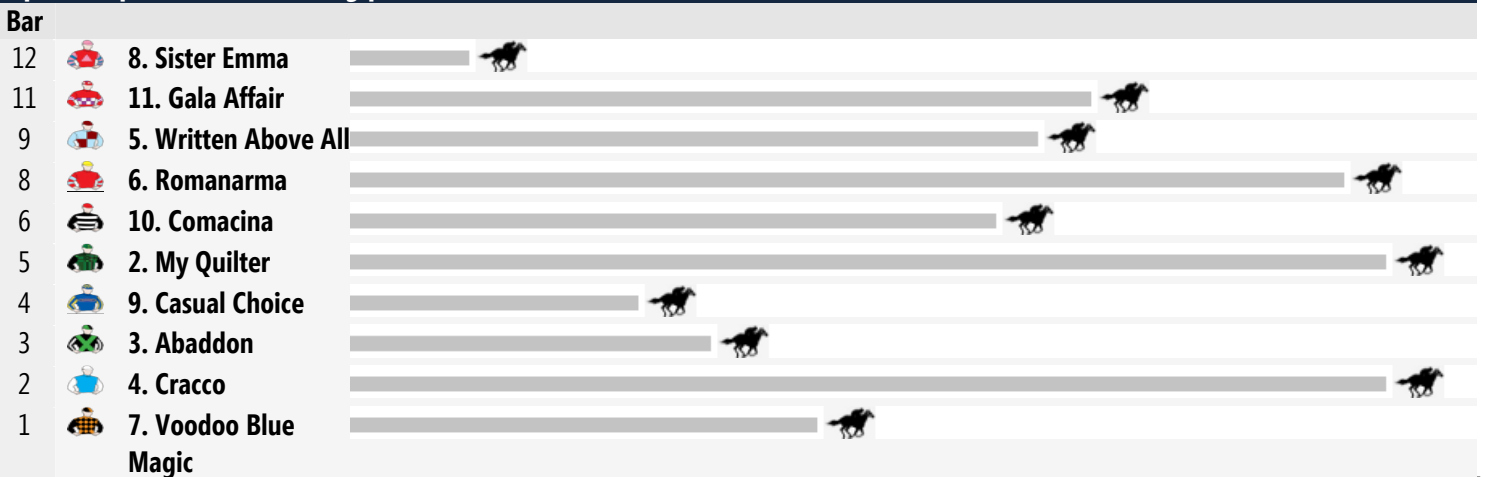 Bar
12 8. Sister Emma
11 11. Gala Affair
9 5. Written Above All
8 6. Romanarma
6 10. Comacina
5 2. My Quilter
4 9. Casual Choice
3 3. Abaddon
2 4. Cracco
1 7. Voodoo Blue
Magic